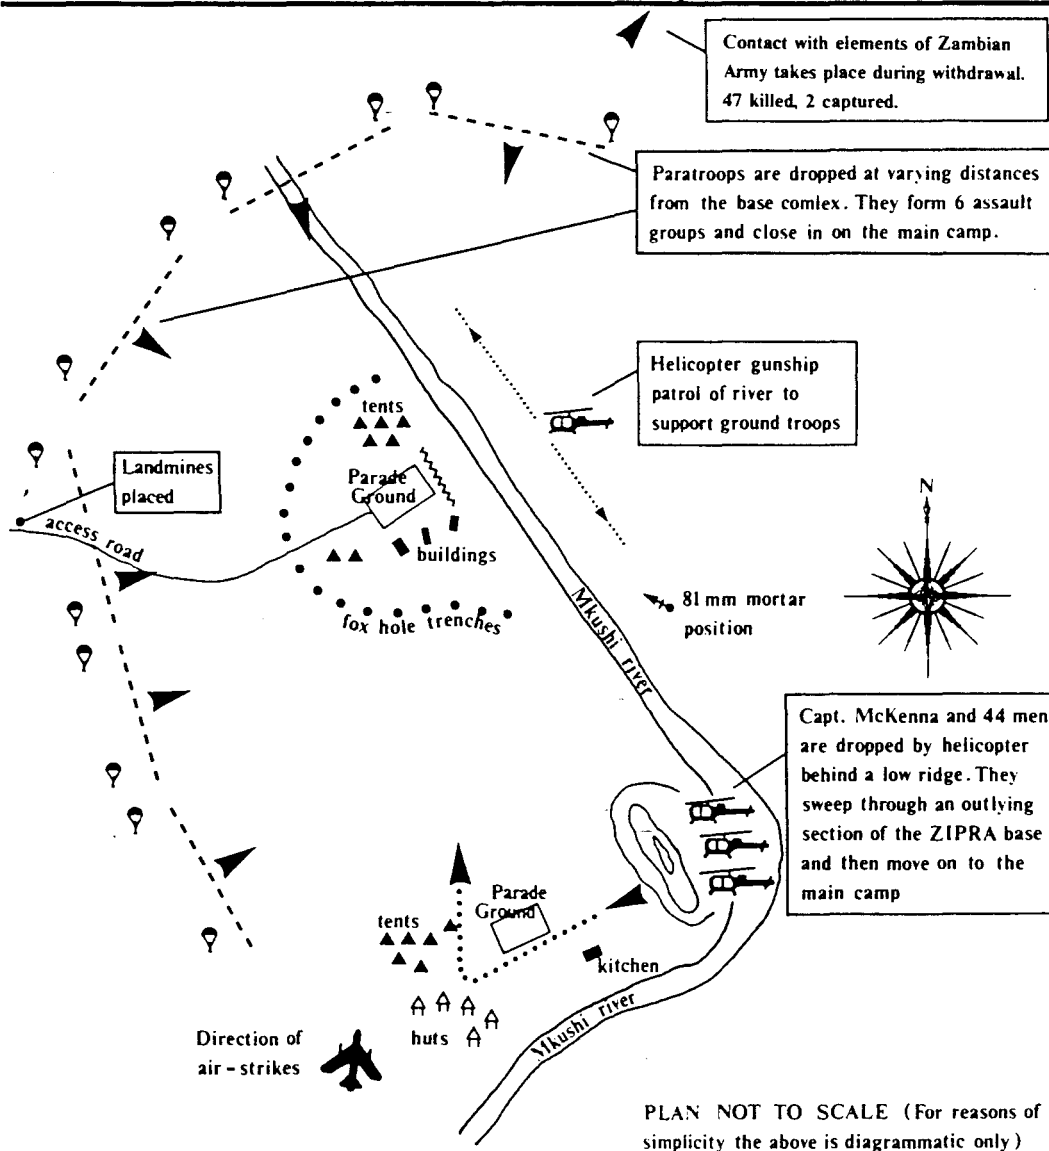 Contact with elements of Zambian
Army takes place during withdrawal.
47 killed, 2 captured.
Paratroops are dropped at varying distances
from the base comlex. They form 6 assault
groups and close in on the main camp.
Helicopter gunship
patrol of river to
support ground troops
tents
Landmines
placed
Parade
Ground
access road
buildings
N
fox hole trenches
Mkushi river
81 mm mortar
position
Capt. McKenna and 44 men
are dropped by helicopter
behind a low ridge. They
sweep through an outlying
section of the ZIPRA base
and then move on to the
main camp
Parade
Ground
tents
kitchen
Mkushi river
huts
Direction of
air-strikes
PLAN NOT TO SCALE (For reasons of
simplicity the above is diagrammatic only)